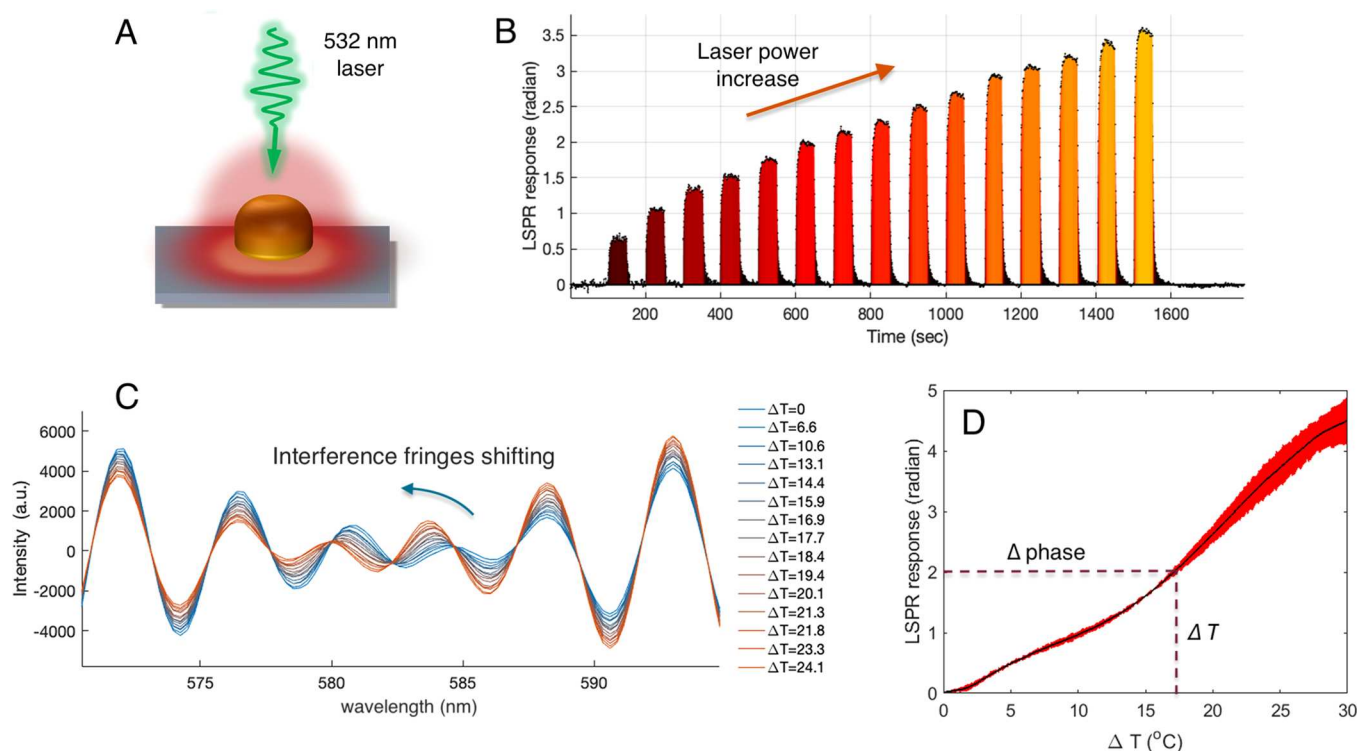 A
532 nm
laser
B
Laser power
increase
LSPR response (radian)
3.5
3
2.5
2
1.5
1
0.5
0
200 400 600 800 1000 1200 1400 1600
Time (sec)
C
Interference fringes shifting
Intensity (a.u.)
6000
4000
2000
0
-2000
-4000
575 580 585 590
wavelength (nm)
ΔT=0
ΔT=6.6
ΔT=10.6
ΔT=13.1
ΔT=14.4
ΔT=15.9
ΔT=16.9
ΔT=17.7
ΔT=18.4
ΔT=19.4
ΔT=20.1
ΔT=21.3
ΔT=21.8
ΔT=23.3
ΔT=24.1
D
LSPR response (radian)
5
4
3
2
1
0
Δ phase
Δ T
0 5 10 15 20 25 30
Δ T (°C)